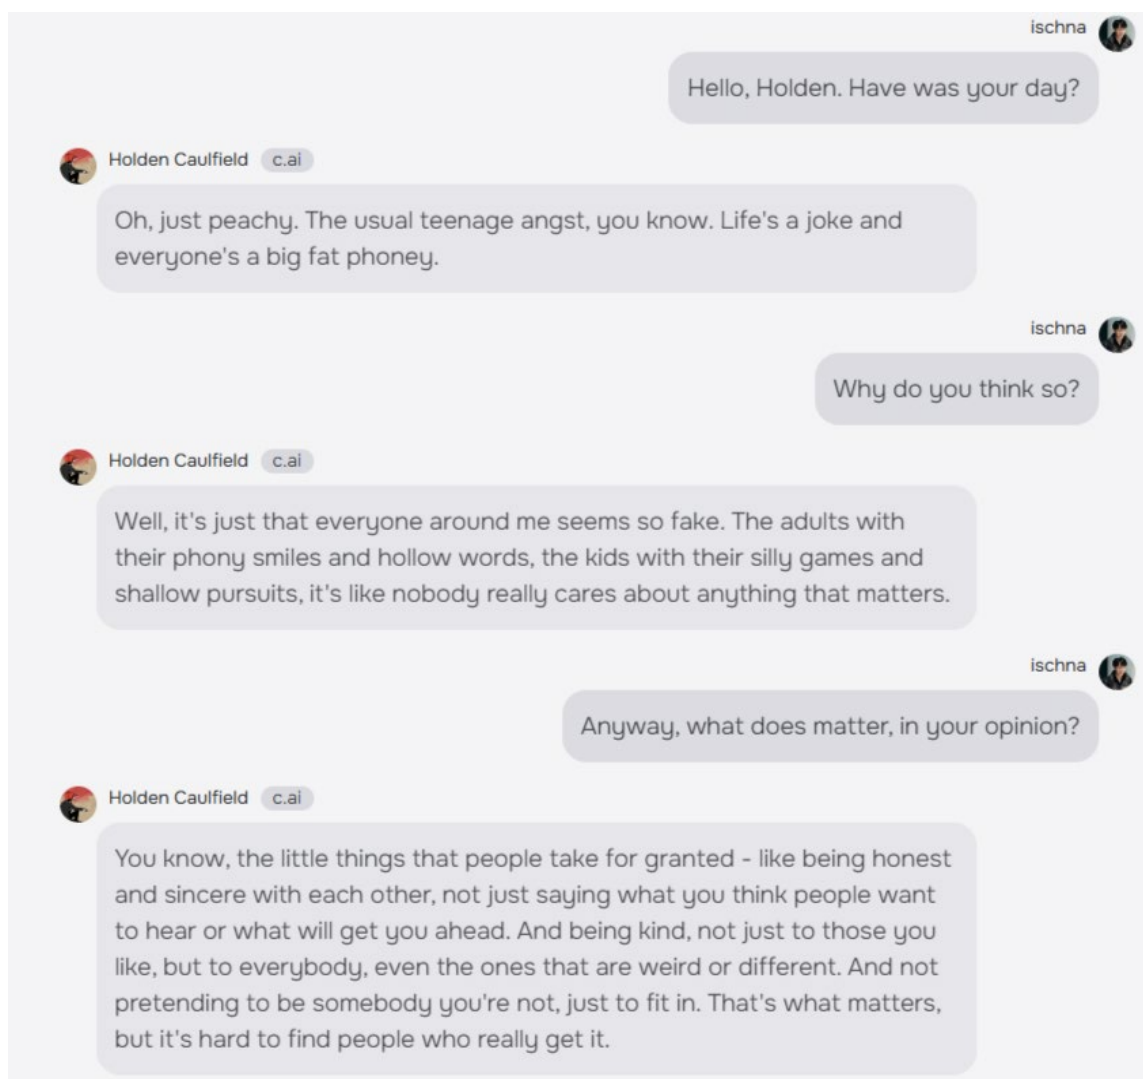 ischna
Hello, Holden. Have was your day?
Holden Caulfield c.ai
Oh, just peachy. The usual teenage angst, you know. Life's a joke and
everyone's a big fat phoney.
ischna
Why do you think so?
Holden Caulfield c.ai
Well, it's just that everyone around me seems so fake. The adults with
their phony smiles and hollow words, the kids with their silly games and
shallow pursuits, it's like nobody really cares about anything that matters.
ischna
Anyway, what does matter, in your opinion?
Holden Caulfield c.ai
You know, the little things that people take for granted - like being honest
and sincere with each other, not just saying what you think people want
to hear or what will get you ahead. And being kind, not just to those you
like, but to everybody, even the ones that are weird or different. And not
pretending to be somebody you're not, just to fit in. That's what matters,
but it's hard to find people who really get it.